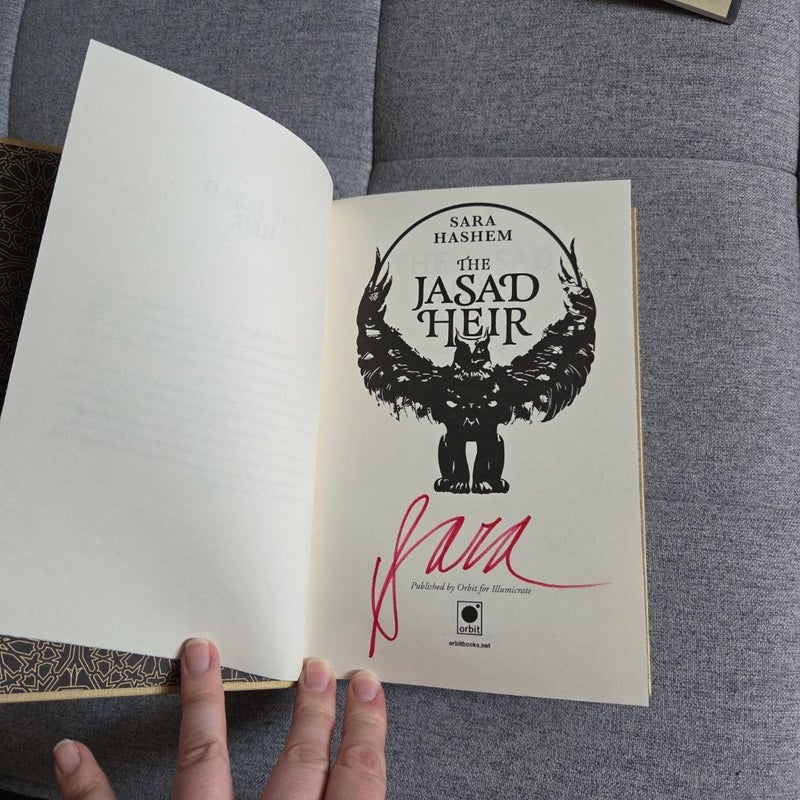 SARA
HASHEM
THE
JASAD
HEIR
Sara
Published by Orbit for Illumicrate
orbit
orbitbooks.net